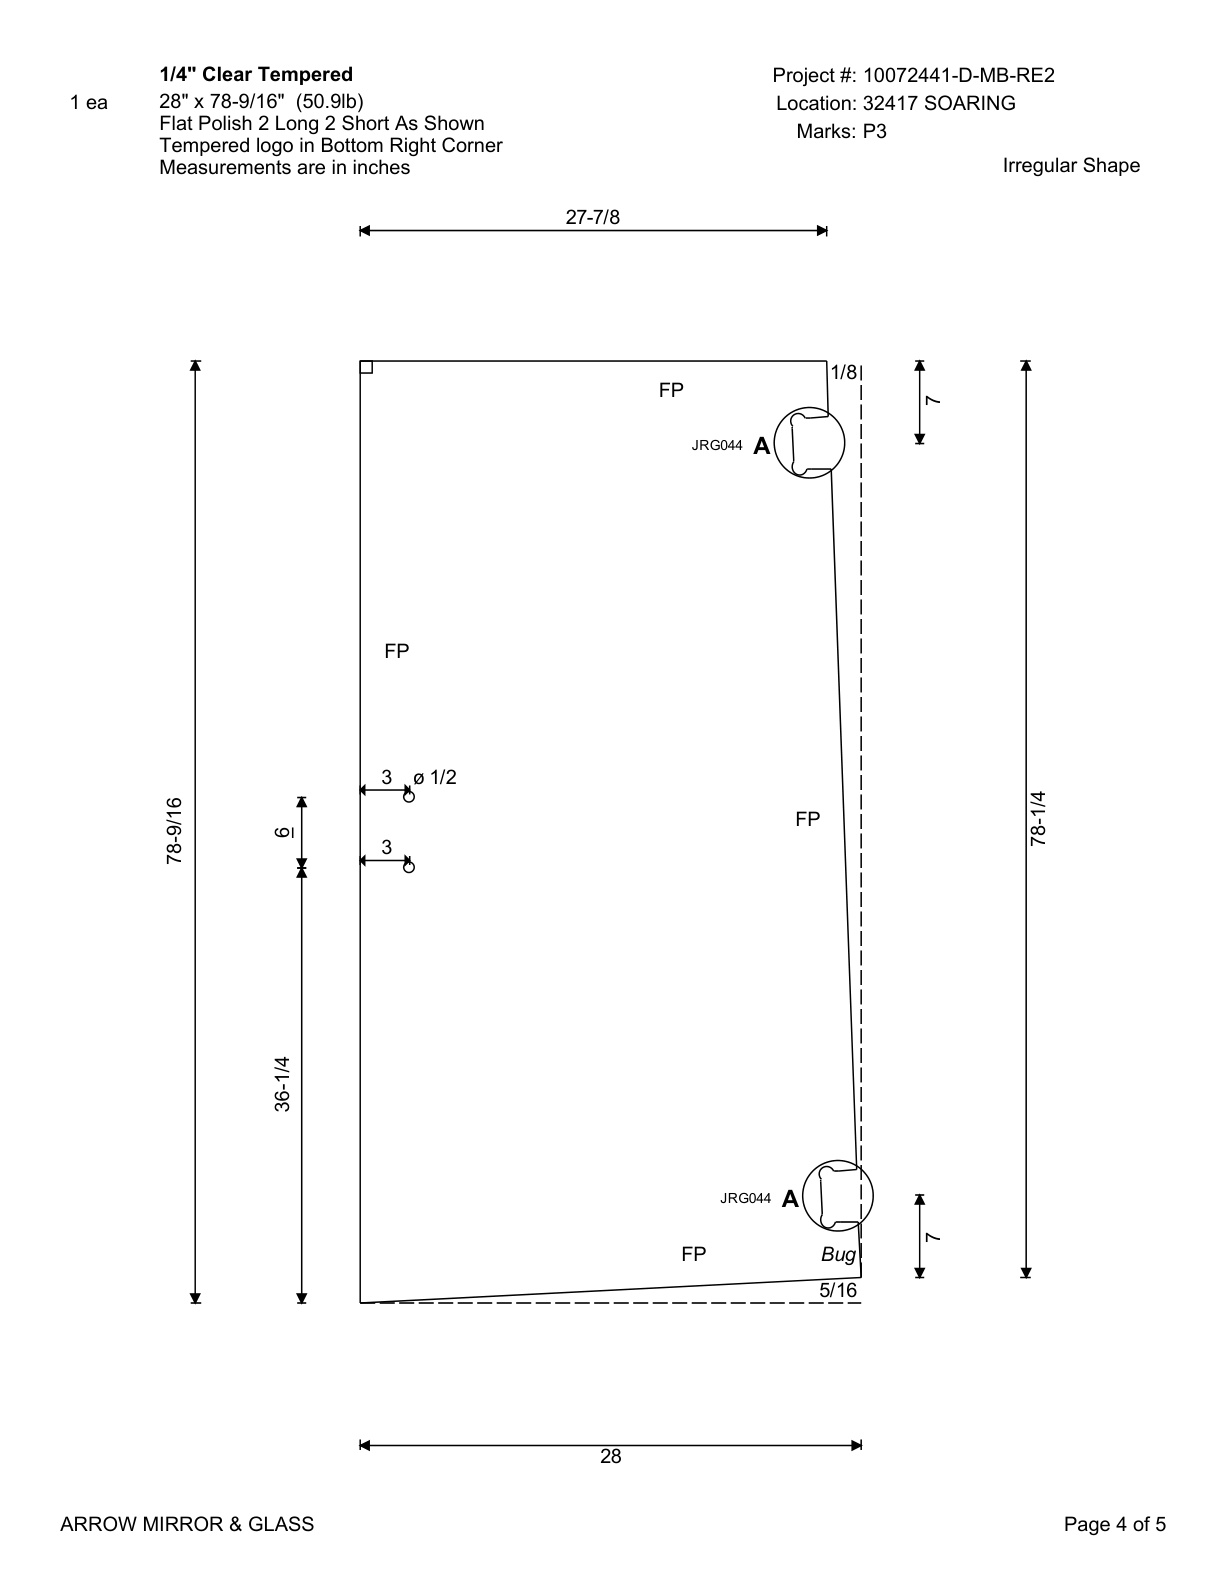 1/4" Clear Tempered
1 ea
28" x 78-9/16"  (50.9lb)
Flat Polish 2 Long 2 Short As Shown
Tempered logo in Bottom Right Corner
Measurements are in inches
Project #: 10072441-D-MB-RE2
Location: 32417 SOARING
Marks: P3
Irregular Shape
27-7/8
1/8
FP
7
JRG044 A
FP
3 ø 1/2
78-9/16
6
FP
78-1/4
3
36-1/4
JRG044 A
7
FP
Bug
5/16
28
ARROW MIRROR & GLASS
Page 4 of 5